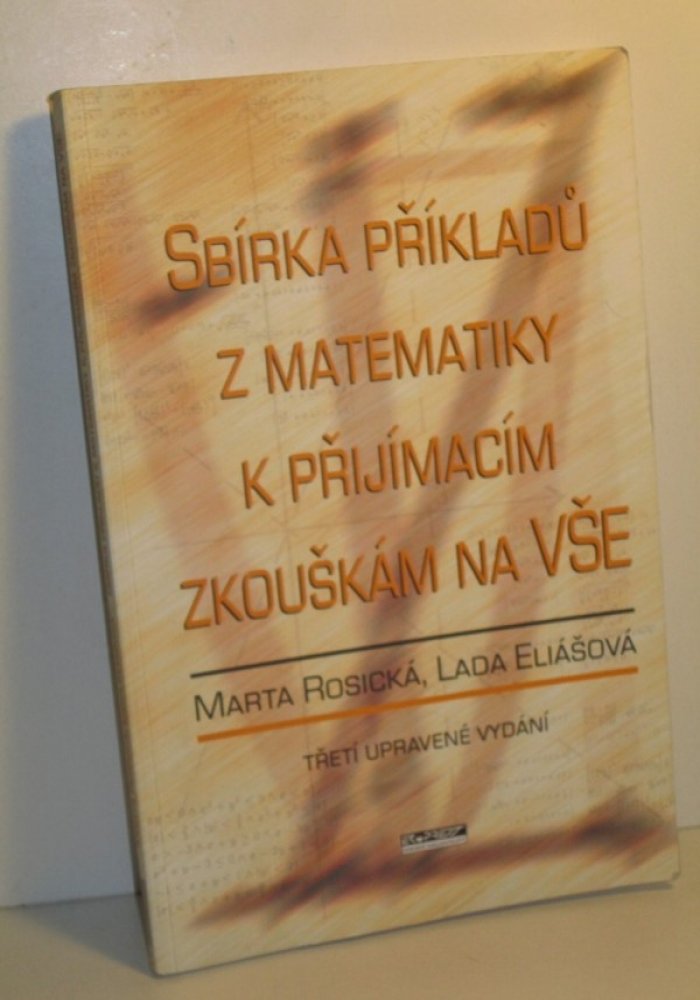 SBÍRKA PŘÍKLADŮ
Z MATEMATIKY
K PŘIJÍMACÍM
ZKOUŠKÁM NA VŠE
MARTA ROSICKÁ, LADA ELIÁŠOVÁ
TŘETÍ UPRAVENÉ VYDÁNÍ